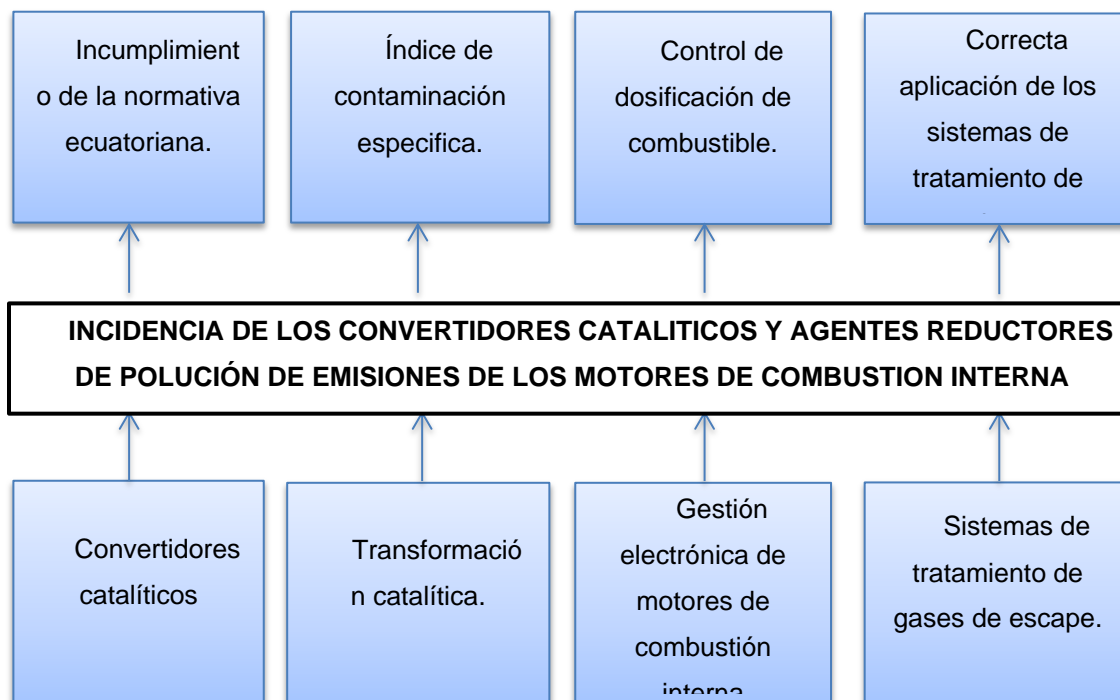 Incumplimient
o de la normativa
ecuatoriana.
Índice de
contaminación
especifica.
Control de
dosificación de
combustible.
Correcta
aplicación de los
sistemas de
tratamiento de
INCIDENCIA DE LOS CONVERTIDORES CATALITICOS Y AGENTES REDUCTORES
DE POLUCIÓN DE EMISIONES DE LOS MOTORES DE COMBUSTION INTERNA
Convertidores
catalíticos
Transformació
n catalítica.
Gestión
electrónica de
motores de
combustión
interna
Sistemas de
tratamiento de
gases de escape.